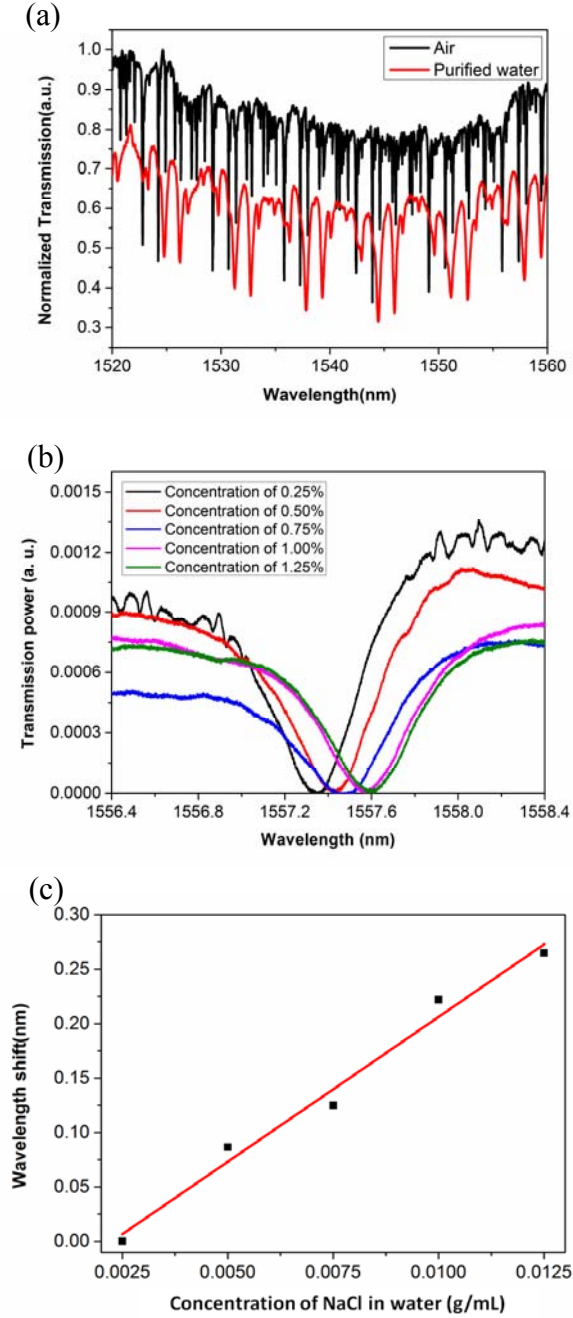 (a)
Air
Purified water
1.0
0.9
0.8
0.7
0.6
0.5
0.4
0.3
Normalized Transmission(a.u.)
1520
1530
1540
1550
1560
Wavelength(nm)
(b)
Concentration of 0.25%
Concentration of 0.50%
Concentration of 0.75%
Concentration of 1.00%
Concentration of 1.25%
0.0015
0.0012
0.0009
0.0006
0.0003
0.0000
Transmission power (a. u.)
1556.4
1556.8
1557.2
1557.6
1558.0
1558.4
Wavelength (nm)
(c)
0.30
0.25
0.20
0.15
0.10
0.05
0.00
Wavelength shift(nm)
0.0025
0.0050
0.0075
0.0100
0.0125
Concentration of NaCl in water (g/mL)